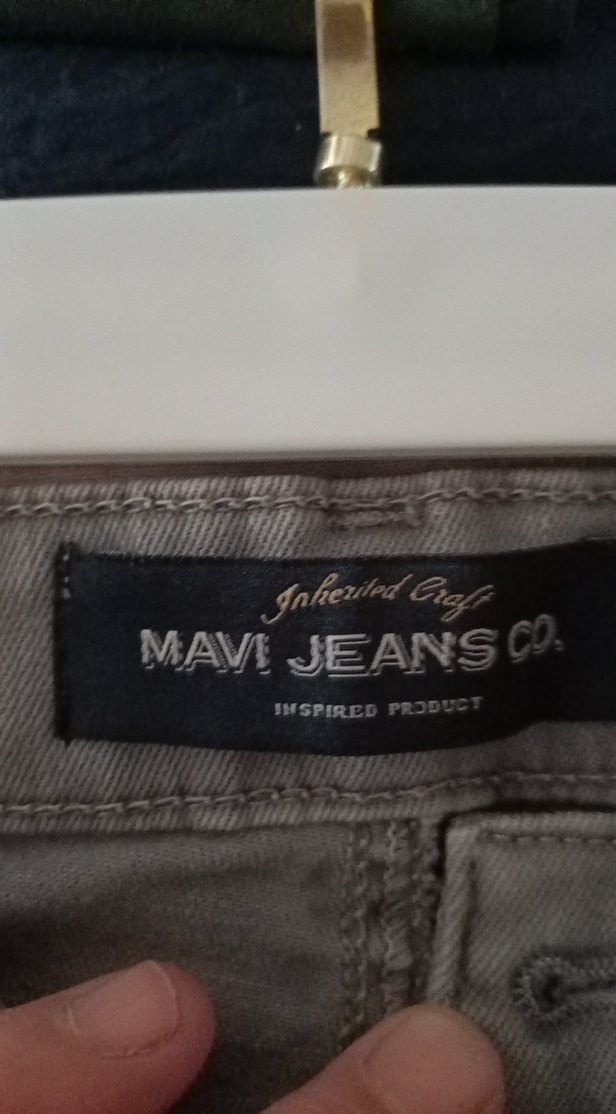 Inherited Craft
MAVI JEANS CO.
INSPIRED PRODUCT